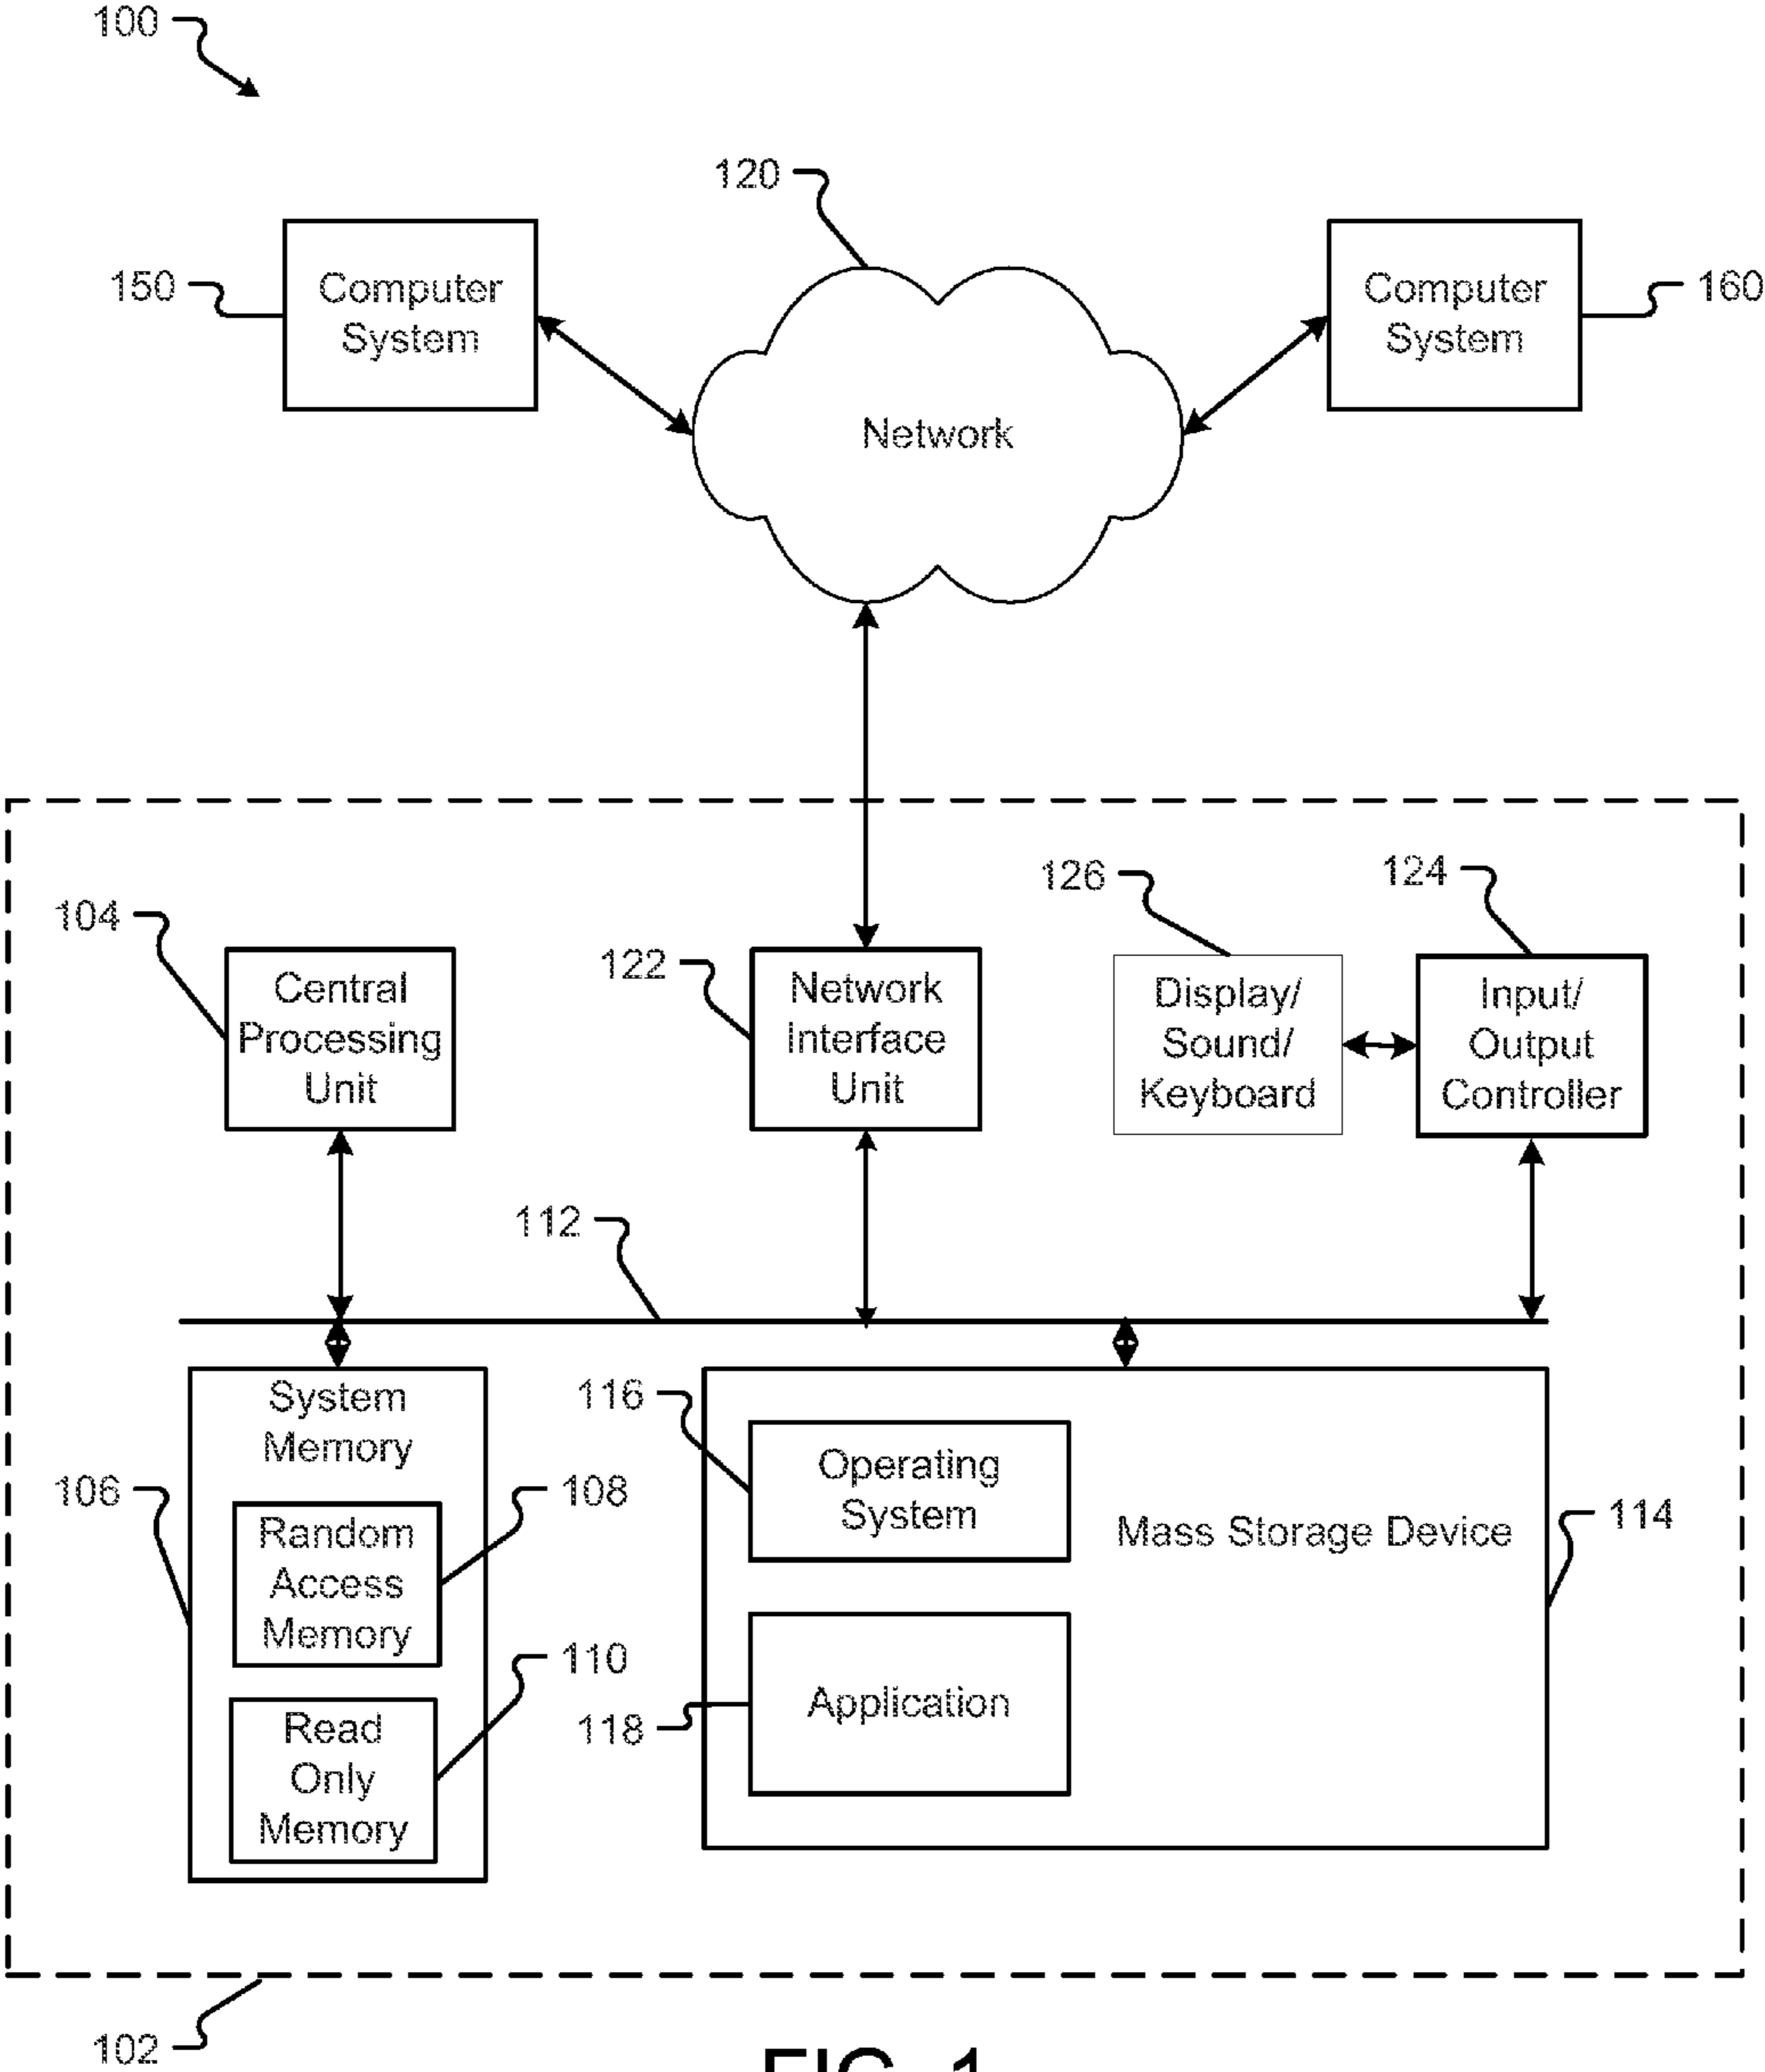 100
120
150
Computer
System
Computer
System
160
Network
126
124
104
122
Central
Processing
Unit
Network
Interface
Unit
Display/
Sound/
Keyboard
Input/
Output
Controller
112
System
Memory
116
Operating
System
106
108
Random
Access
Memory
Mass Storage Device
114
110
Read
Only
Memory
118
Application
102
FIG. 1